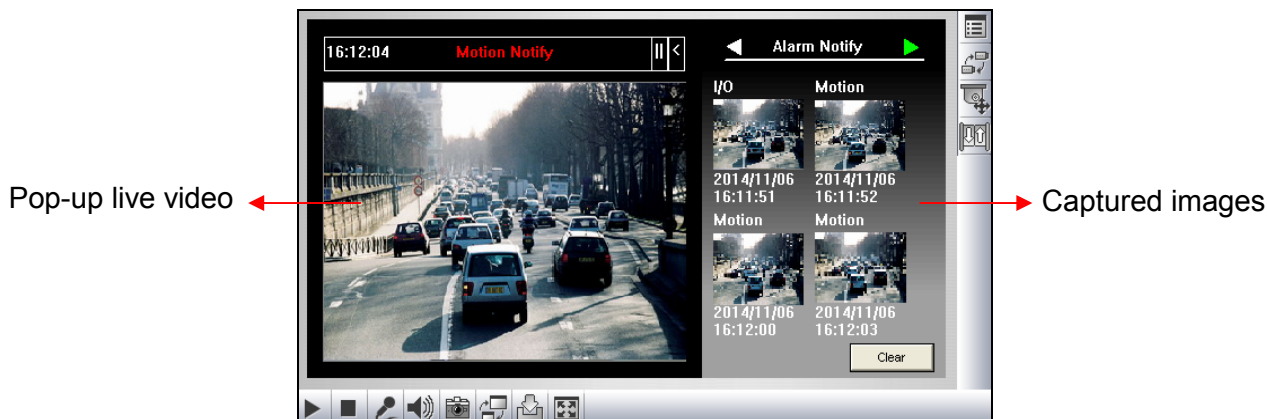 16:12:04 Motion Notify
Alarm Notify
I/O Motion
2014/11/06 2014/11/06
16:11:51 16:11:52
Motion Motion
2014/11/06 2014/11/06
16:12:00 16:12:03
Clear
Pop-up live video
Captured images